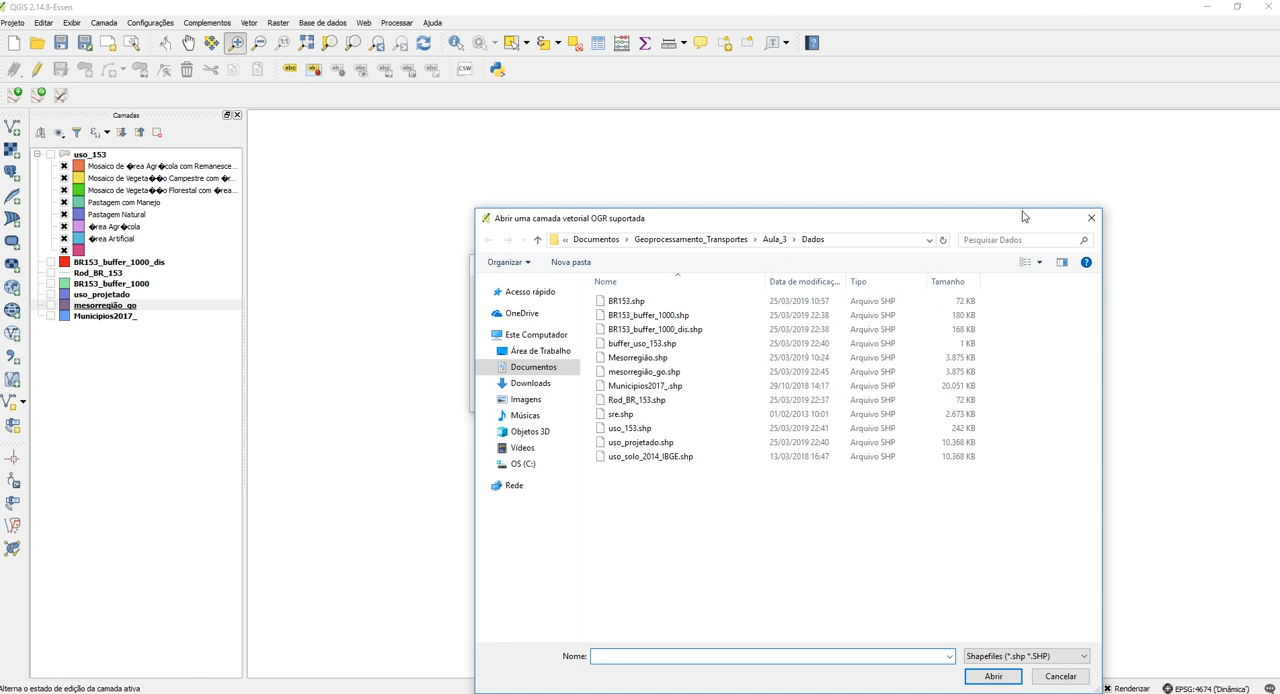 QGIS 2.14.8-Essen
Projeto Editar Exibir Camada Configurações Complementos Vetor Raster Base de dados Web Processar Ajuda
abc
CSW
Camadas
uso_153
Mosaico de �rea Agr�cola com Remanesce...
Mosaico de Vegeta��o Campestre com �r...
Mosaico de Vegeta��o Florestal com �rea...
Pastagem com Manejo
Pastagem Natural
�rea Agr�cola
�rea Artificial
BR153_buffer_1000_dis
Rod_BR_153
BR153_buffer_1000
uso_projetado
mesorregião_go
Municipios2017_
Abrir uma camada vetorial OGR suportada
« Documentos › Geoprocessamento_Transportes › Aula_3 › Dados
Pesquisar Dados
Organizar Nova pasta
Acesso rápido
OneDrive
Este Computador
Área de Trabalho
Documentos
Downloads
Imagens
Músicas
Objetos 3D
Vídeos
OS (C:)
Rede
Nome Data de modificaç... Tipo Tamanho
BR153.shp 25/03/2019 10:57 Arquivo SHP 72 KB
BR153_buffer_1000.shp 25/03/2019 22:38 Arquivo SHP 180 KB
BR153_buffer_1000_dis.shp 25/03/2019 22:38 Arquivo SHP 168 KB
buffer_uso_153.shp 25/03/2019 22:40 Arquivo SHP 1 KB
Mesorregião.shp 25/03/2019 10:24 Arquivo SHP 3.875 KB
mesorregião_go.shp 25/03/2019 22:45 Arquivo SHP 3.875 KB
Municipios2017_.shp 29/10/2018 14:17 Arquivo SHP 20.051 KB
Rod_BR_153.shp 25/03/2019 22:37 Arquivo SHP 72 KB
sre.shp 01/02/2013 10:01 Arquivo SHP 2.673 KB
uso_153.shp 25/03/2019 22:41 Arquivo SHP 242 KB
uso_projetado.shp 25/03/2019 22:40 Arquivo SHP 10.368 KB
uso_solo_2014_IBGE.shp 13/03/2018 16:47 Arquivo SHP 10.368 KB
Nome: Shapefiles (*.shp *.SHP)
Abrir Cancelar
Alterna o estado de edição da camada ativa
Renderizar EPSG:4674 ('Dinâmica')